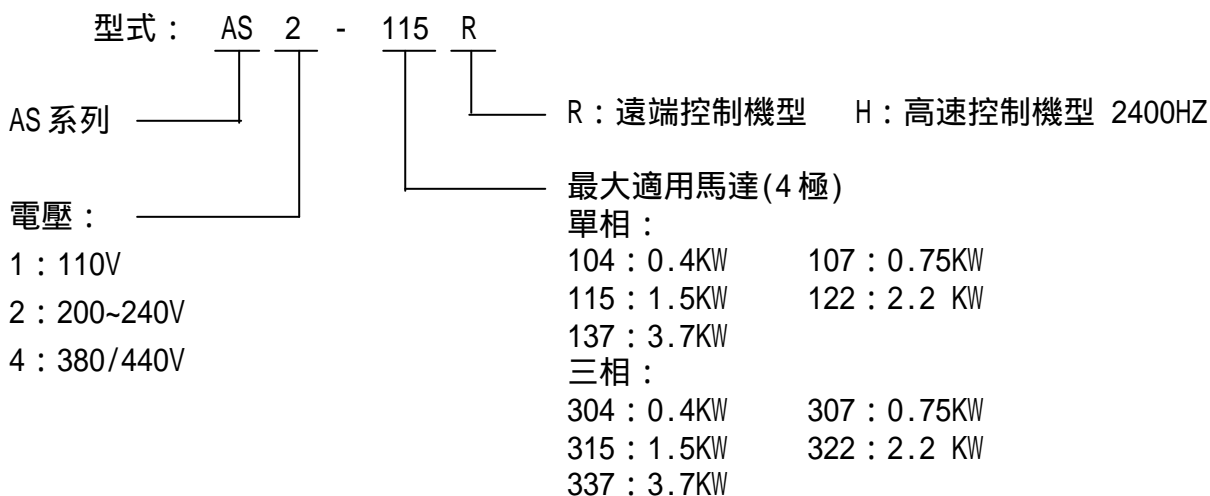 型式： AS 2 - 115 R
AS系列
R：遠端控制機型 H：高速控制機型 2400HZ
最大適用馬達(4極)
單相：
104：0.4KW 107：0.75KW
115：1.5KW 122：2.2 KW
137：3.7KW
三相：
304：0.4KW 307：0.75KW
315：1.5KW 322：2.2 KW
337：3.7KW
電壓：
1：110V
2：200~240V
4：380/440V